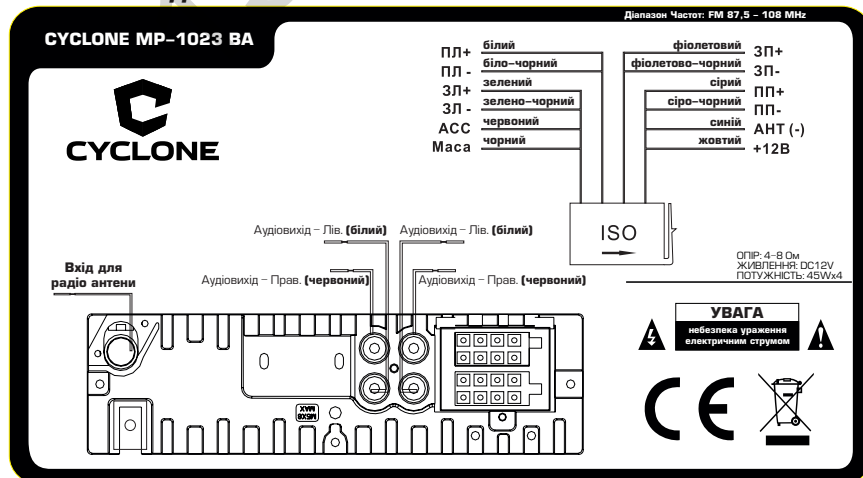 Діапазон Частот: FM 87,5 – 108 MHz
CYCLONE MP–1023 BA
CYCLONE
ПЛ+ білий
ПЛ - біло–чорний
ЗЛ+ зелений
ЗЛ - зелено–чорний
ACC червоний
Маса чорний
фіолетовий ЗП+
фіолетово–чорний ЗП-
сірий ПП+
сіро–чорний ПП-
синій АНТ (-)
жовтий +12В
ISO
Аудіовихід – Лів. (білий)
Аудіовихід – Лів. (білий)
Аудіовихід – Прав. (червоний)
Аудіовихід – Прав. (червоний)
Вхід для
радіо антени
ОПІР: 4–8 Ом
ЖИВЛЕННЯ: DC12V
ПОТУЖНІСТЬ: 45Wx4
УВАГА
небезпека ураження
електричним струмом
M5X8
MAX
CE